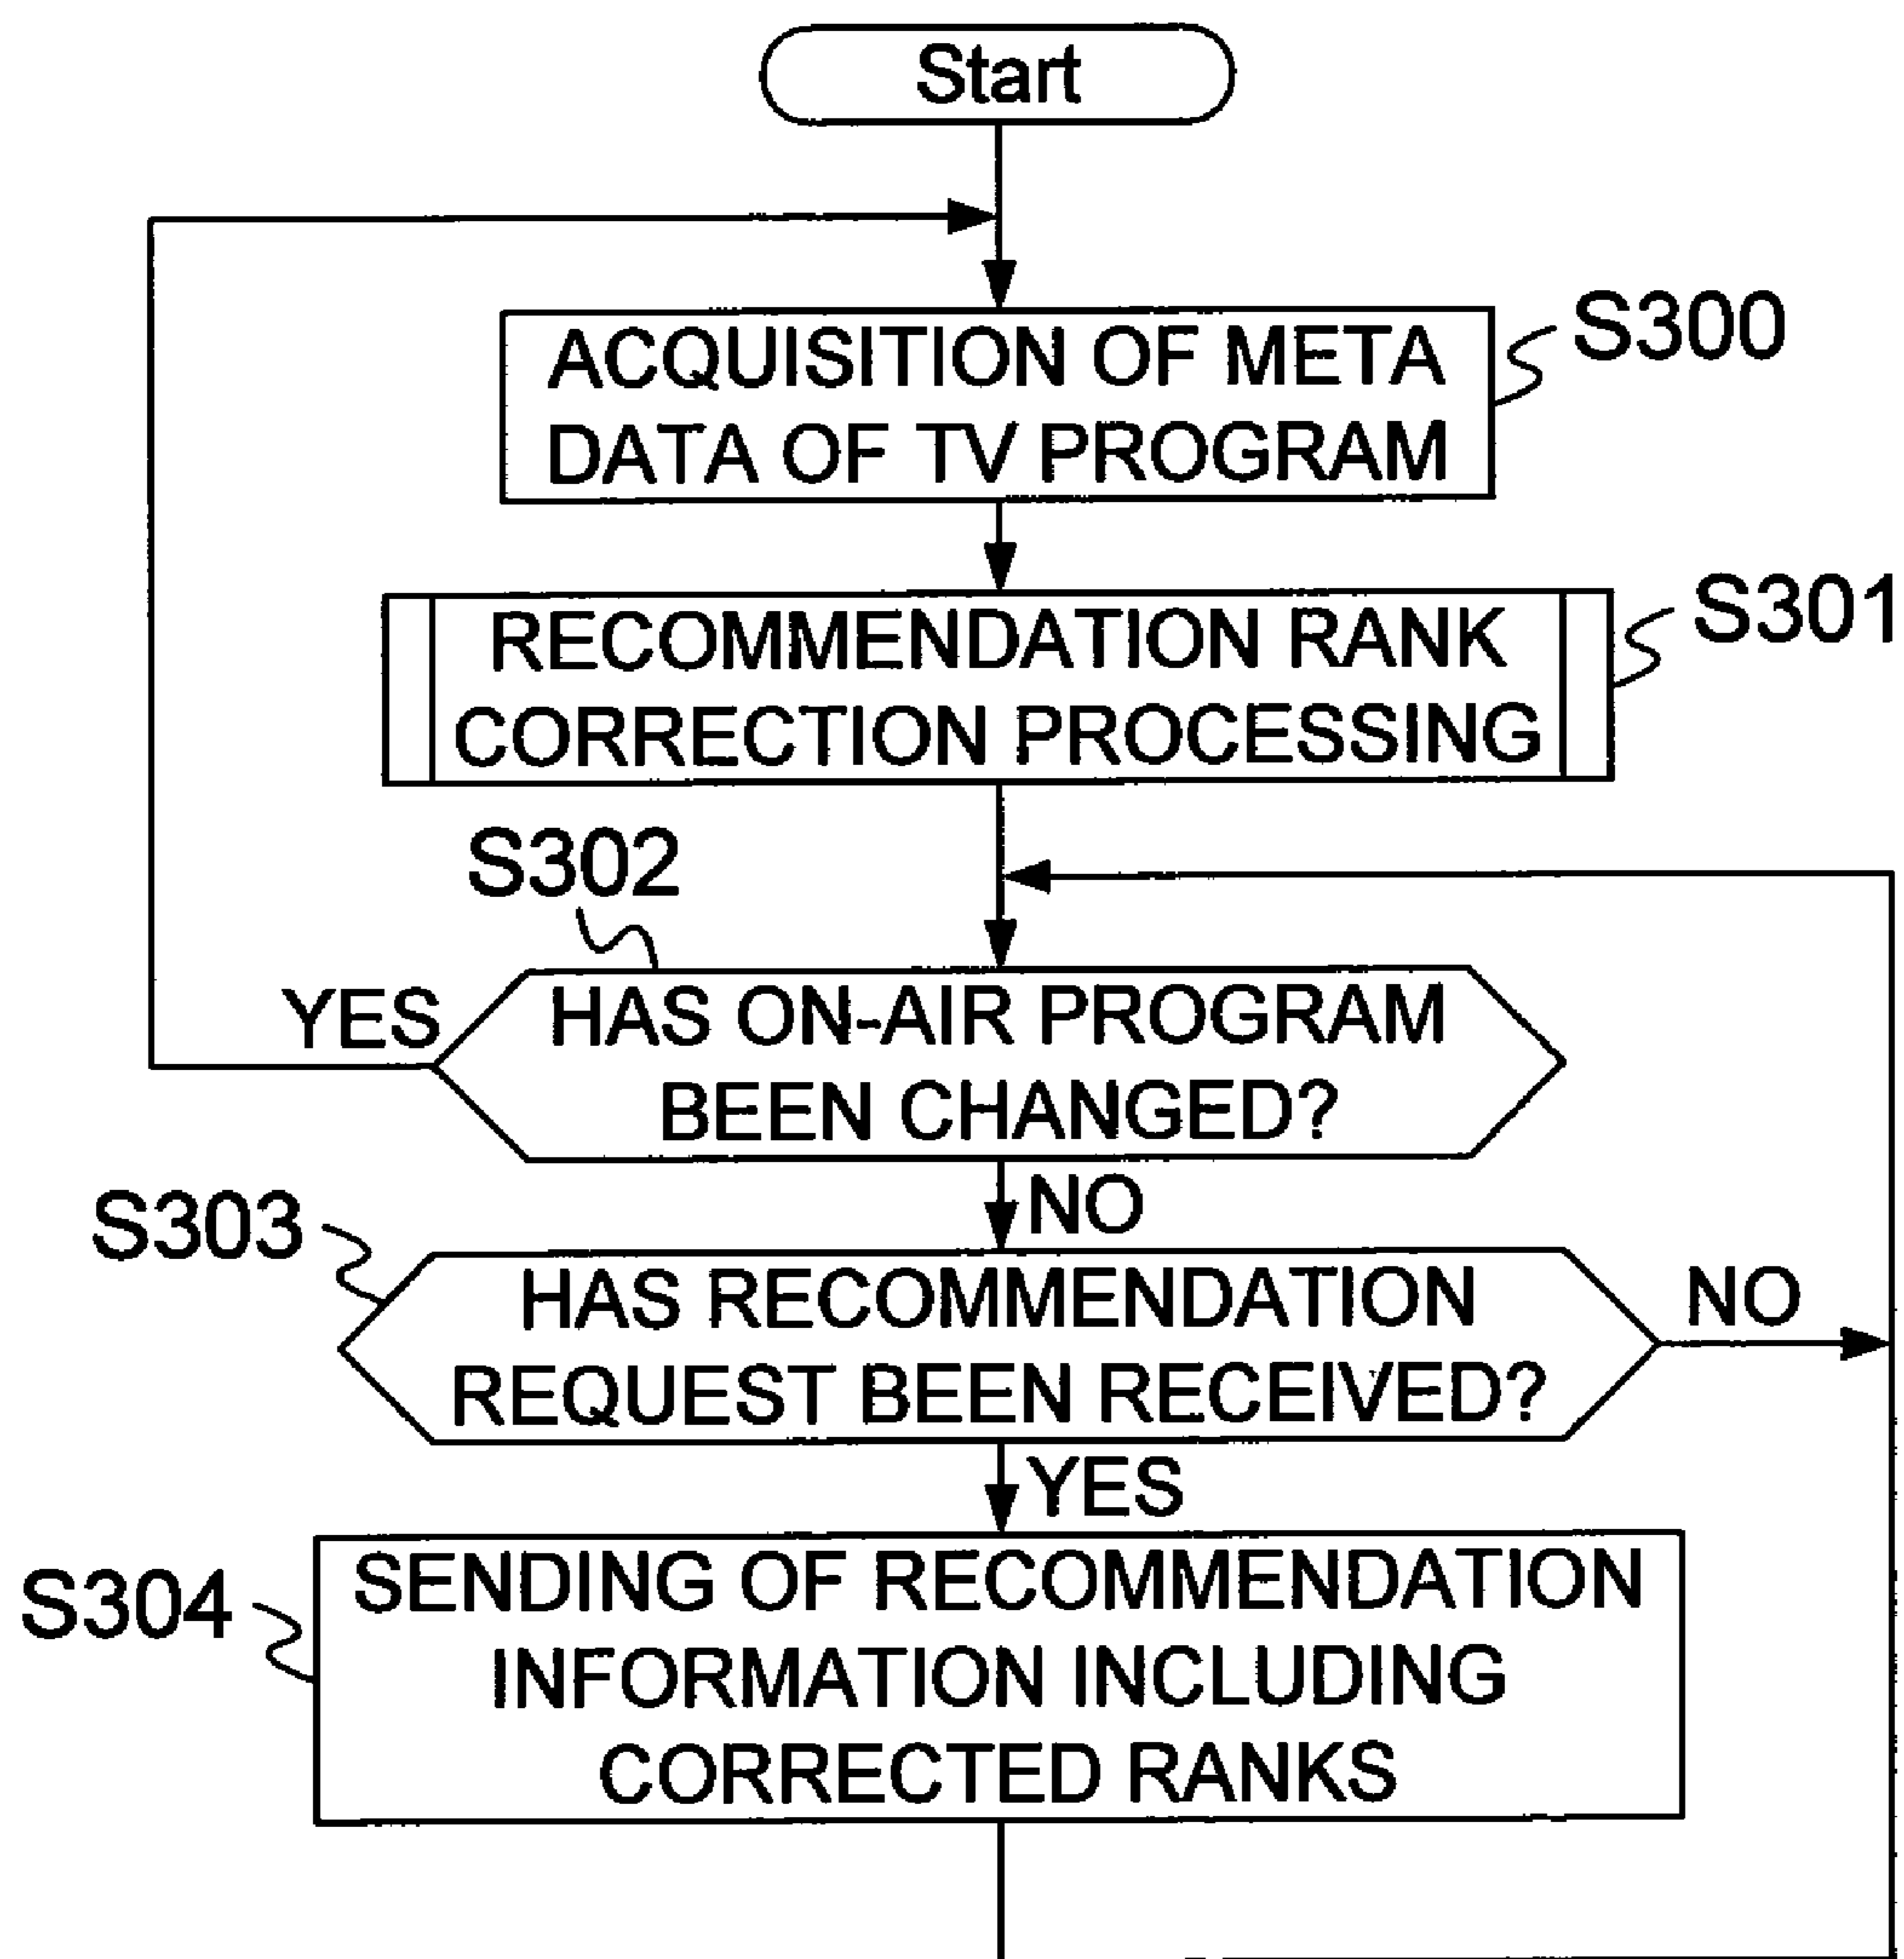 Start
ACQUISITION OF META
DATA OF TV PROGRAM
S300
RECOMMENDATION RANK
CORRECTION PROCESSING
S301
S302
HAS ON-AIR PROGRAM
BEEN CHANGED?
YES
NO
S303
HAS RECOMMENDATION
REQUEST BEEN RECEIVED?
NO
YES
S304
SENDING OF RECOMMENDATION
INFORMATION INCLUDING
CORRECTED RANKS